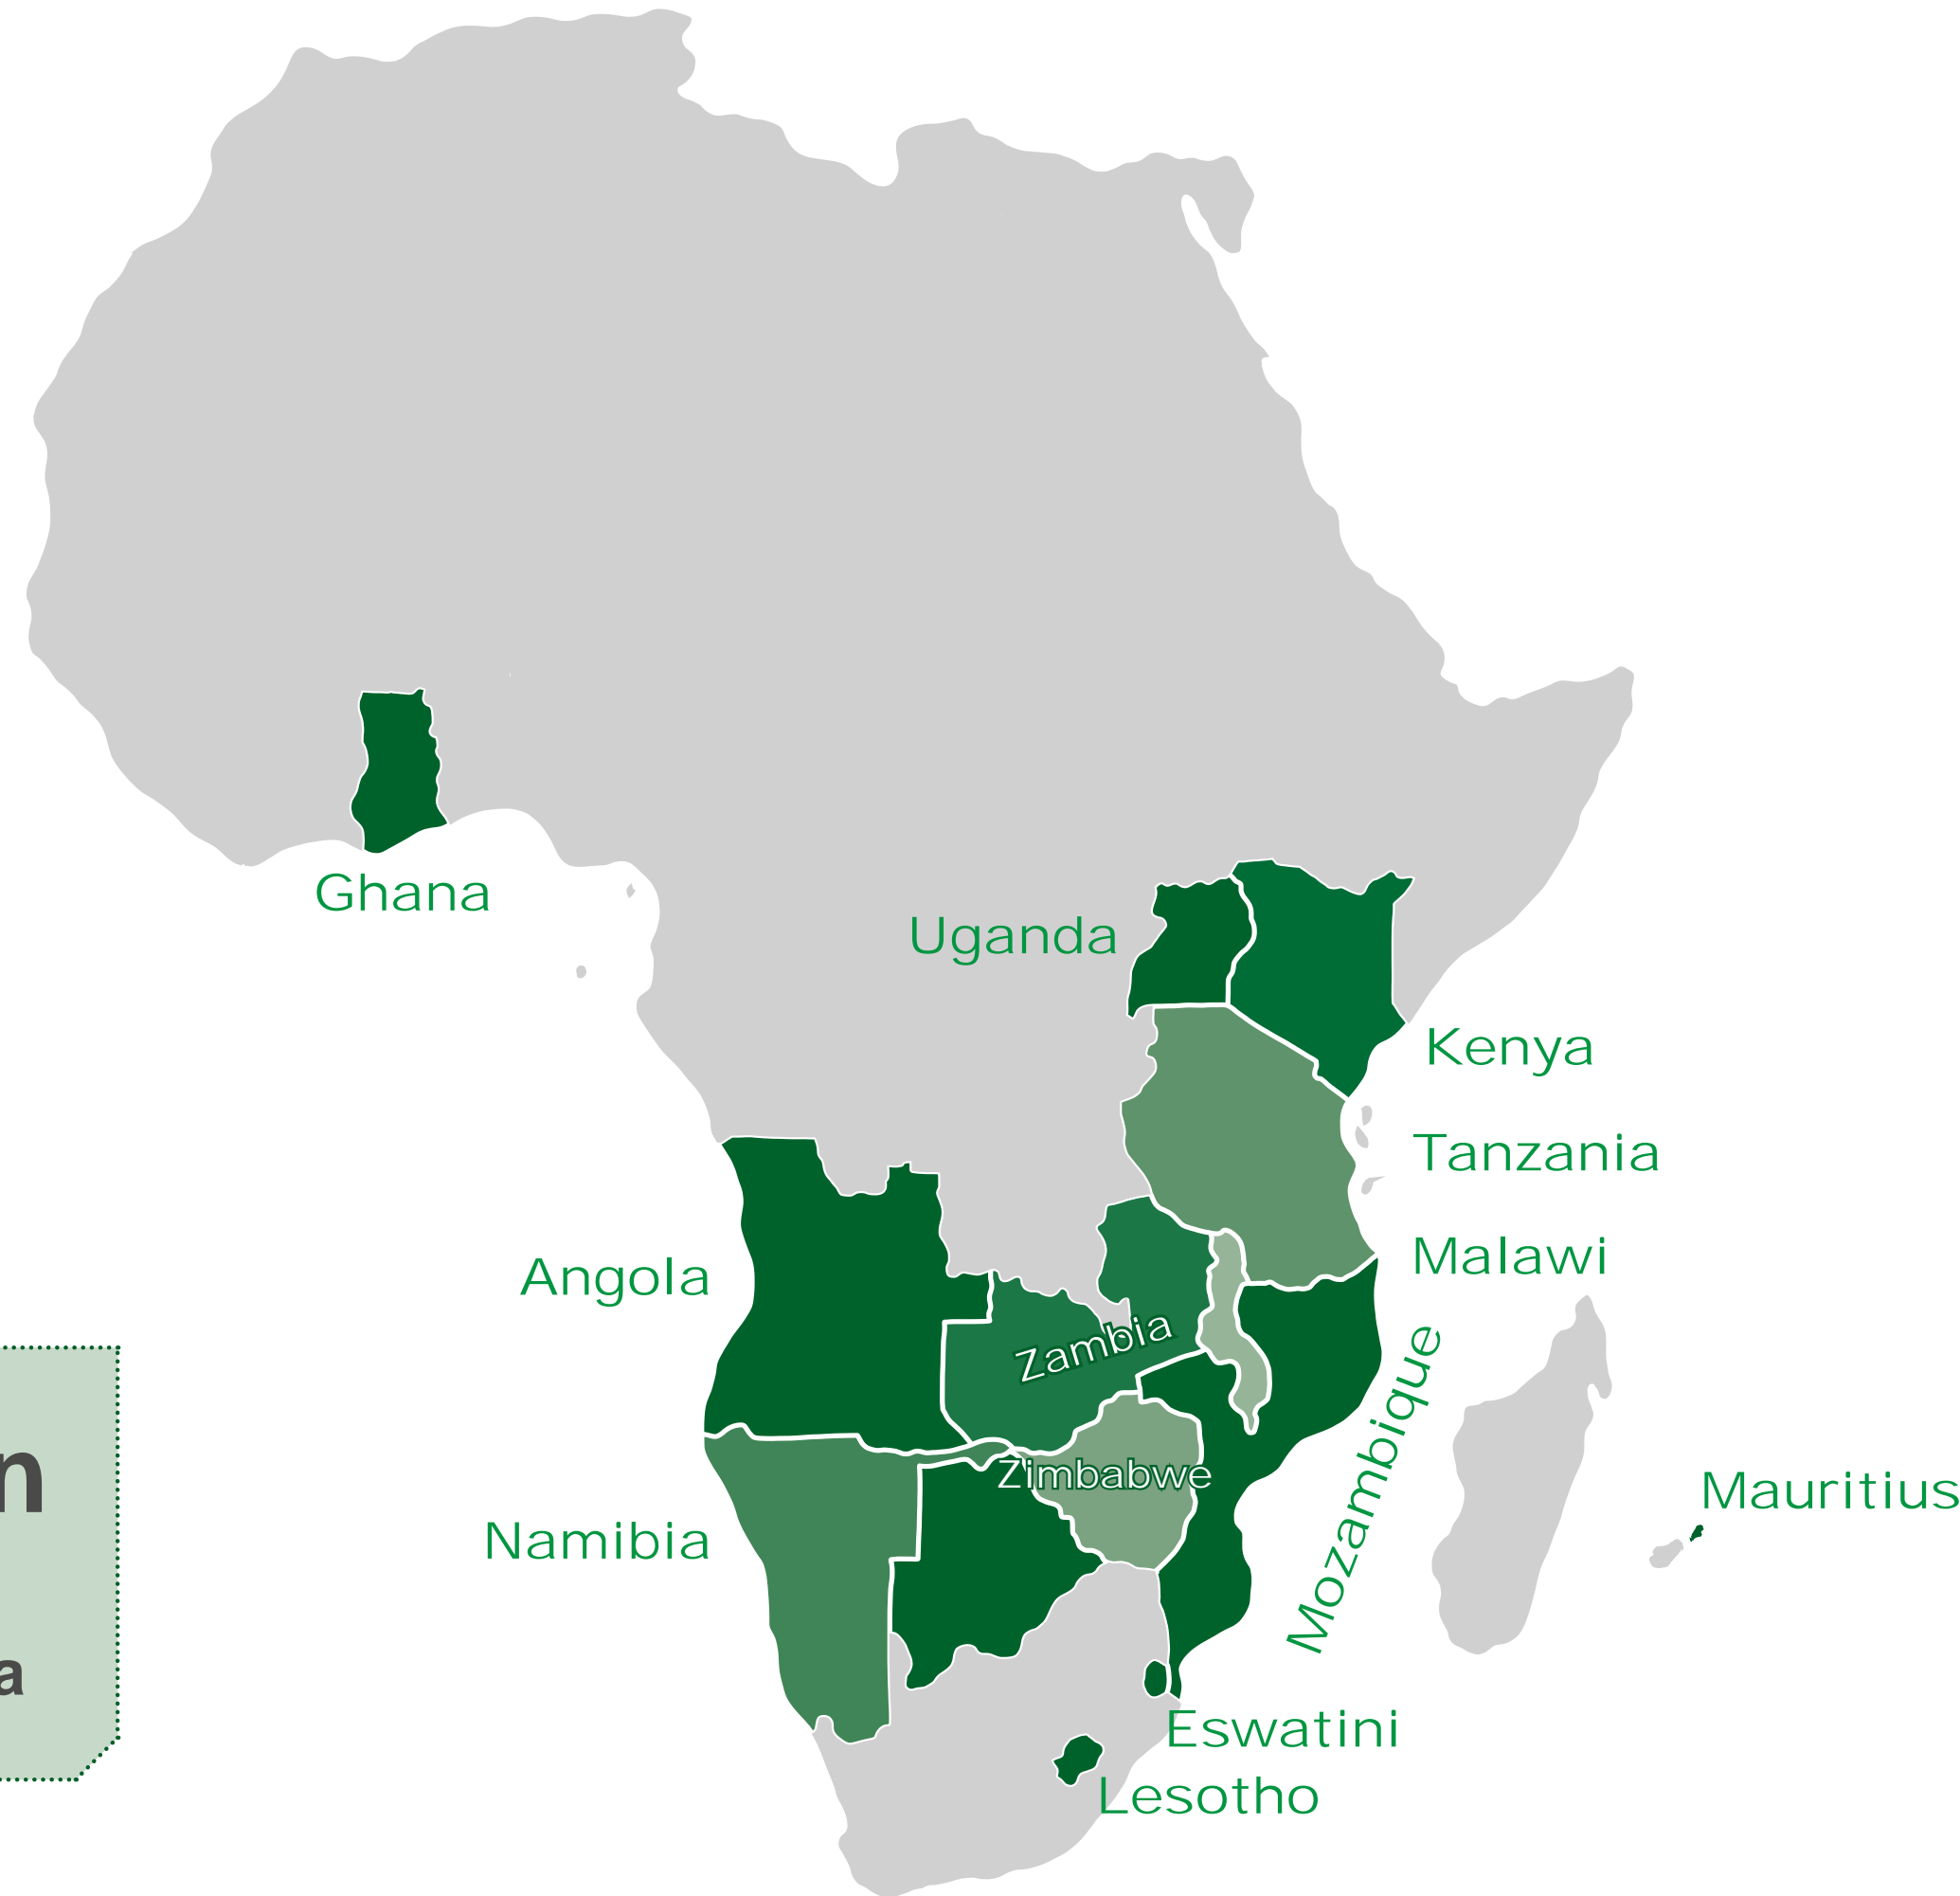 Ghana
Uganda
Kenya
Tanzania
Angola
Malawi
Zambia
Mozambique
Zimbabwe
Mauritius
Namibia
Eswatini
Lesotho
n
a